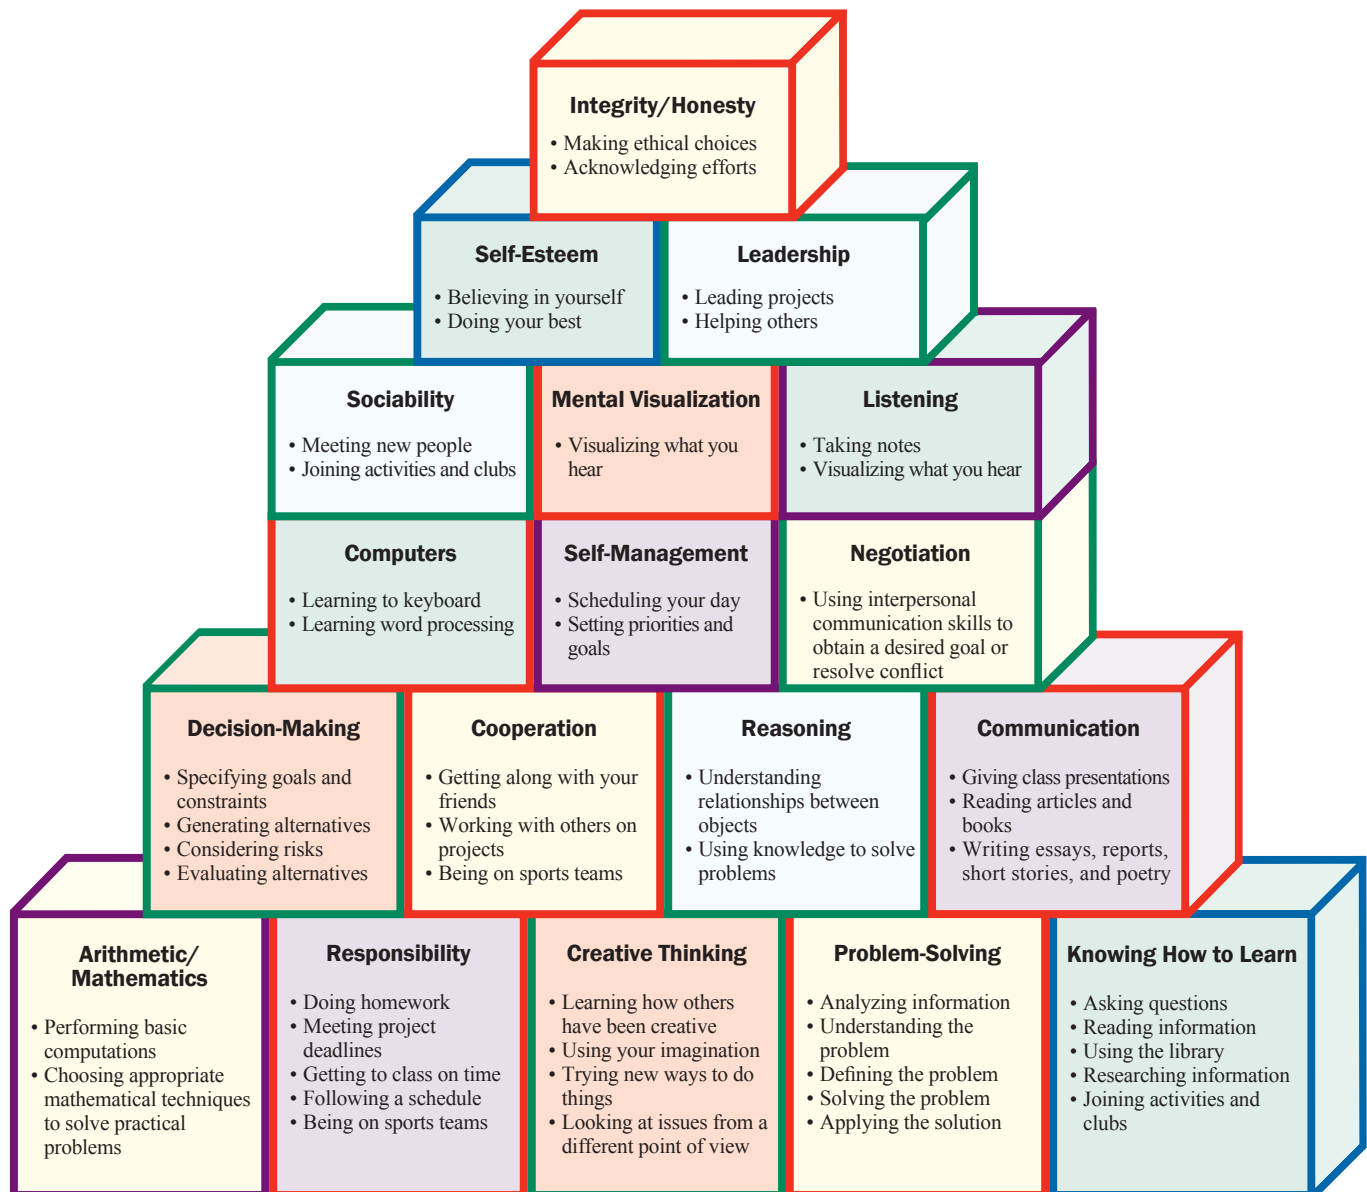 Integrity/Honesty
• Making ethical choices
• Acknowledging efforts
Self-Esteem
• Believing in yourself
• Doing your best
Leadership
• Leading projects
• Helping others
Sociability
• Meeting new people
• Joining activities and clubs
Mental Visualization
• Visualizing what you
hear
Listening
• Taking notes
• Visualizing what you hear
Computers
• Learning to keyboard
• Learning word processing
Self-Management
• Scheduling your day
• Setting priorities and
goals
Negotiation
• Using interpersonal
communication skills to
obtain a desired goal or
resolve conflict
Decision-Making
• Specifying goals and
constraints
• Generating alternatives
• Considering risks
• Evaluating alternatives
Cooperation
• Getting along with your
friends
• Working with others on
projects
• Being on sports teams
Reasoning
• Understanding
relationships between
objects
• Using knowledge to solve
problems
Communication
• Giving class presentations
• Reading articles and
books
• Writing essays, reports,
short stories, and poetry
Arithmetic/
Mathematics
• Performing basic
computations
• Choosing appropriate
mathematical techniques
to solve practical
problems
Responsibility
• Doing homework
• Meeting project
deadlines
• Getting to class on time
• Following a schedule
• Being on sports teams
Creative Thinking
• Learning how others
have been creative
• Using your imagination
• Trying new ways to do
things
• Looking at issues from a
different point of view
Problem-Solving
• Analyzing information
• Understanding the
problem
• Defining the problem
• Solving the problem
• Applying the solution
Knowing How to Learn
• Asking questions
• Reading information
• Using the library
• Researching information
• Joining activities and
clubs